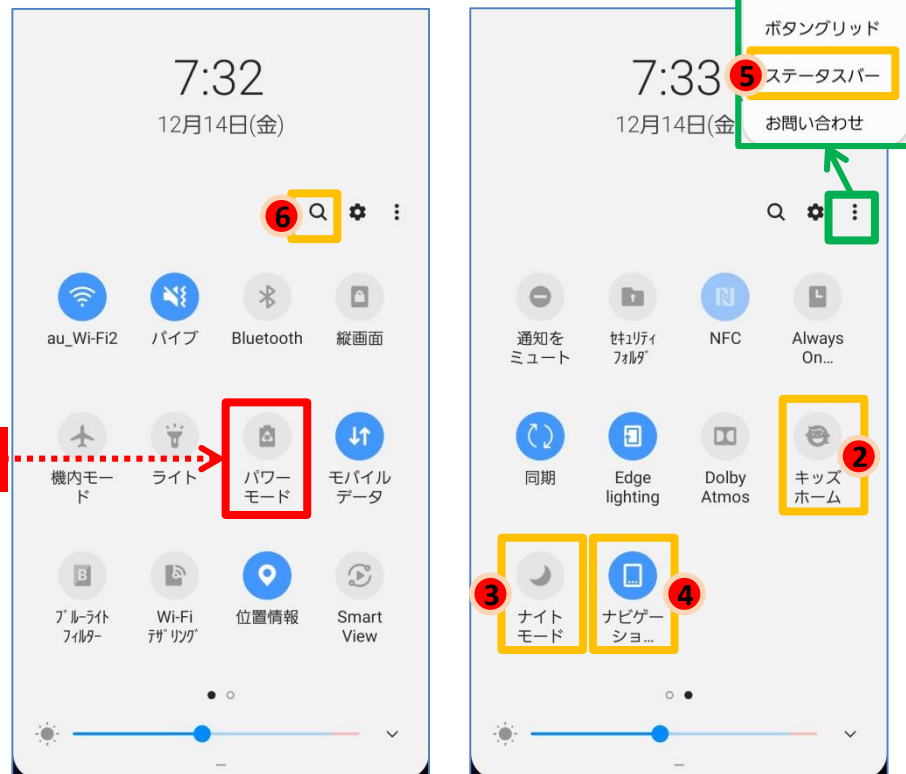 7:32
12月14日(金)
6
au_Wi-Fi2
バイブ
Bluetooth
縦画面
機内モー
ド
ライト
パワー
モード
モバイル
データ
ﾌﾞﾙｰﾗｲﾄ
ﾌｨﾙﾀｰ
Wi-Fi
ﾃｻﾞﾘﾝｸﾞ
位置情報
Smart
View
ボタングリッド
5
ステータスバー
お問い合わせ
7:33
12月14日(金
通知を
ミュート
ｾｷｭﾘﾃｨ
ﾌｫﾙﾀﾞ
NFC
Always
On...
同期
Edge
lighting
Dolby
Atmos
キッズ
ホーム
2
3
ナイト
モード
4
ナビゲー
ショ...